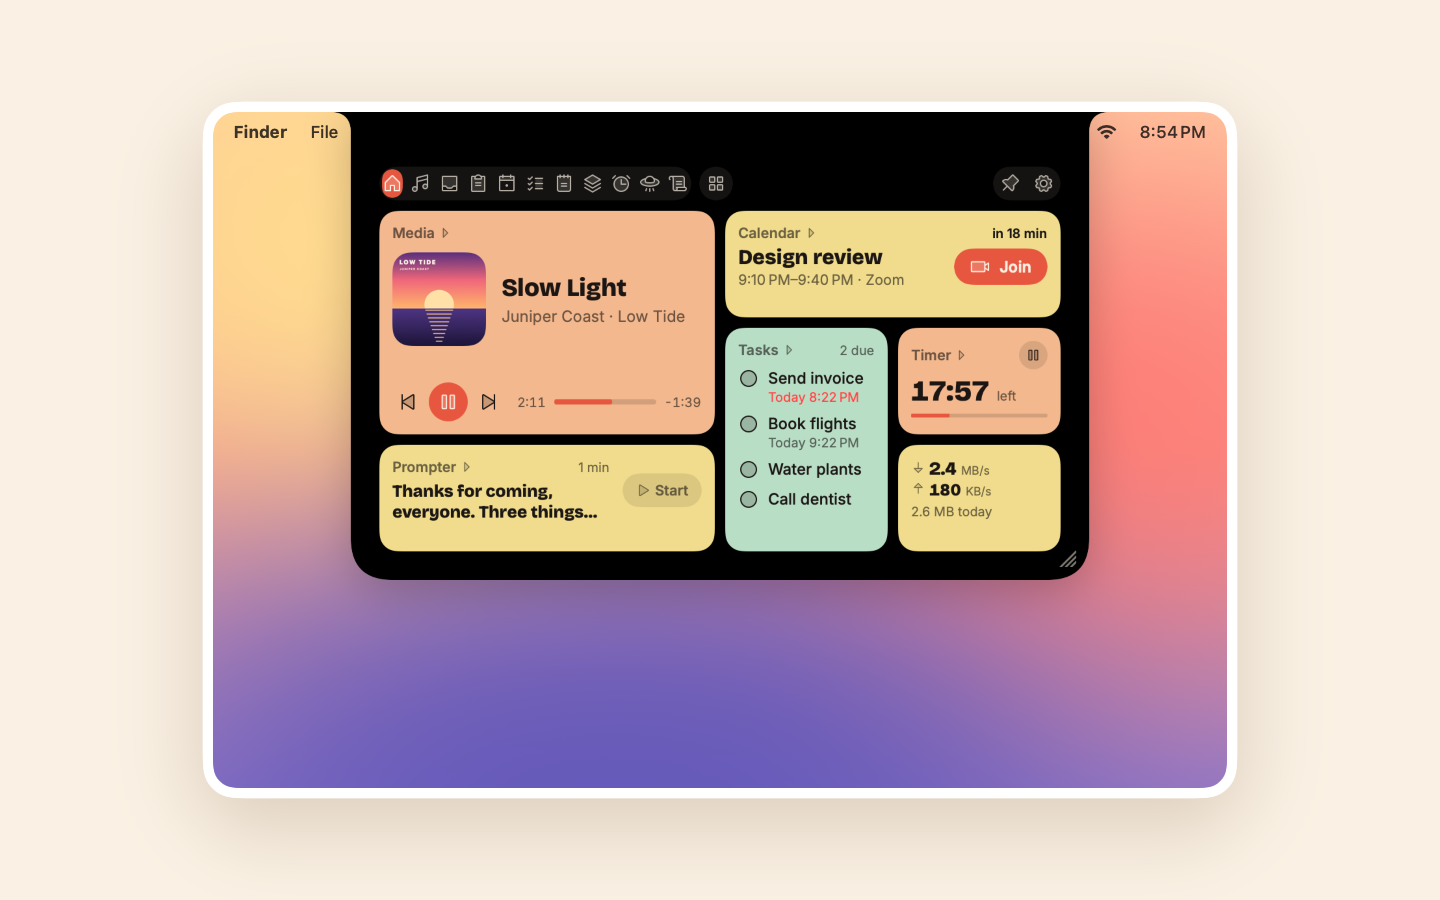 Finder File
8:54 PM
Media
LOW TIDE
JUNIPER COAST
Slow Light
Juniper Coast · Low Tide
2:11
-1:39
Calendar
in 18 min
Design review
9:10 PM–9:40 PM · Zoom
Join
Tasks
2 due
Send invoice
Today 8:22 PM
Book flights
Today 9:22 PM
Water plants
Call dentist
Timer
17:57 left
Prompter
1 min
Thanks for coming,
everyone. Three things...
Start
2.4 MB/s
180 KB/s
2.6 MB today